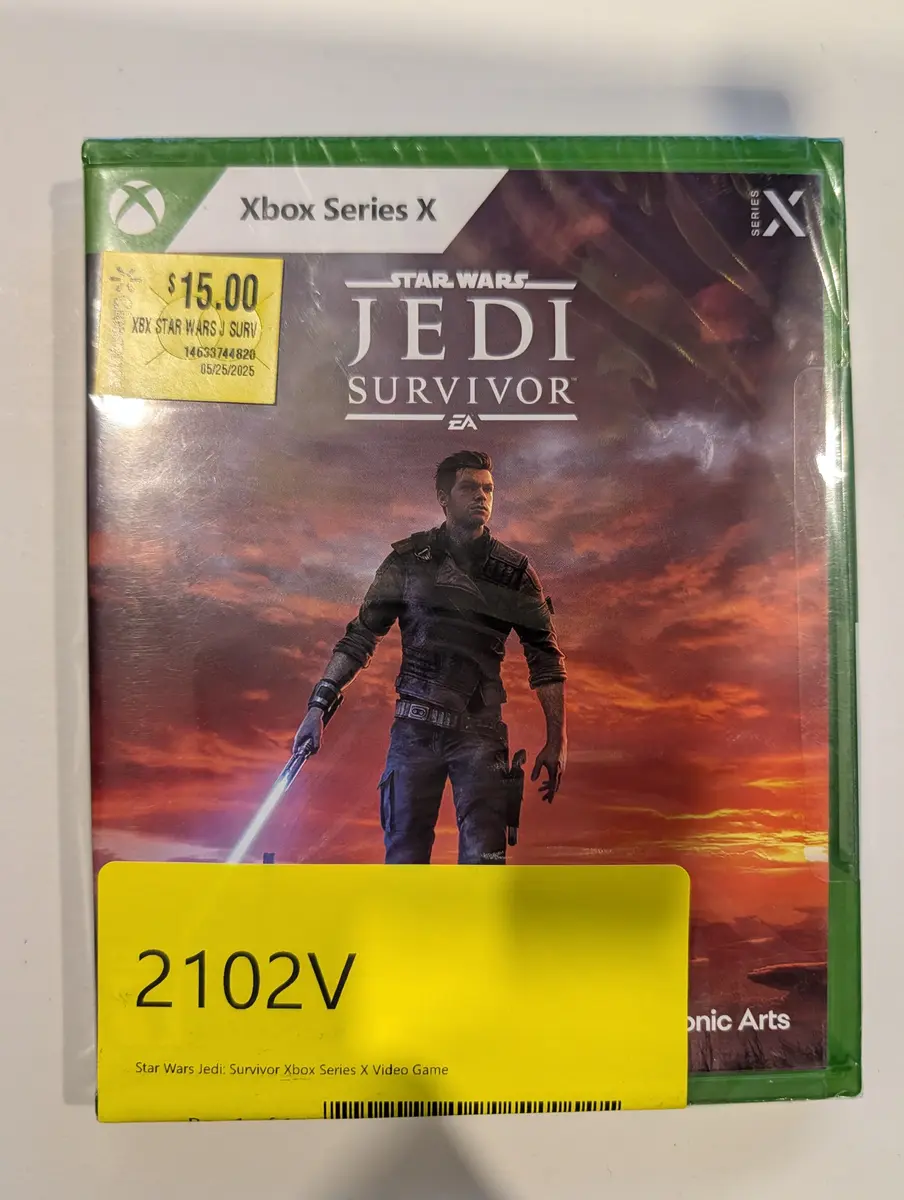 Xbox Series X
SERIES X
$15.00
XBX STAR WARS J SURV
14633744820
05/25/2025
STAR WARS
JEDI
SURVIVOR™
EA
2102V
onic Arts
Star Wars Jedi: Survivor Xbox Series X Video Game